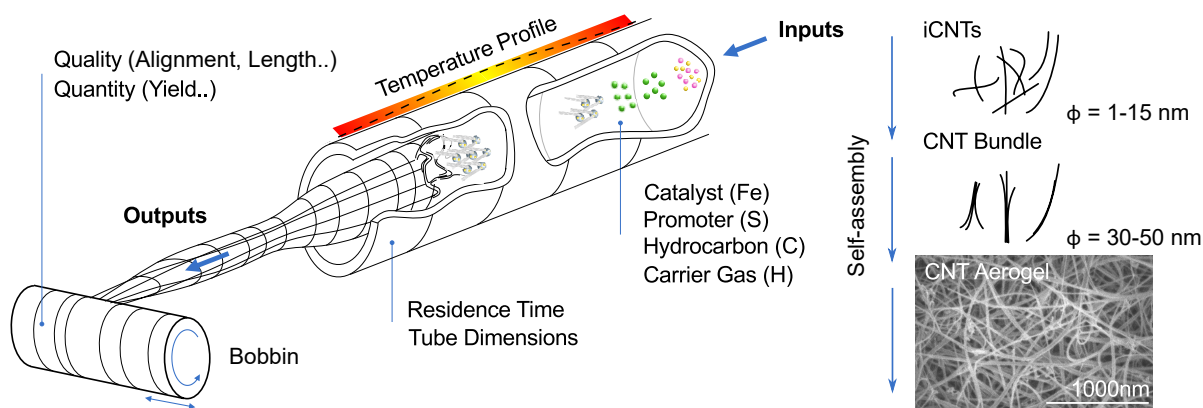 Quality (Alignment, Length..)
Quantity (Yield..)
Temperature Profile
Inputs
Outputs
Catalyst (Fe)
Promoter (S)
Hydrocarbon (C)
Carrier Gas (H)
Residence Time
Tube Dimensions
Bobbin
Self-assembly
iCNTs
ϕ = 1-15 nm
CNT Bundle
ϕ = 30-50 nm
CNT Aerogel
1000nm